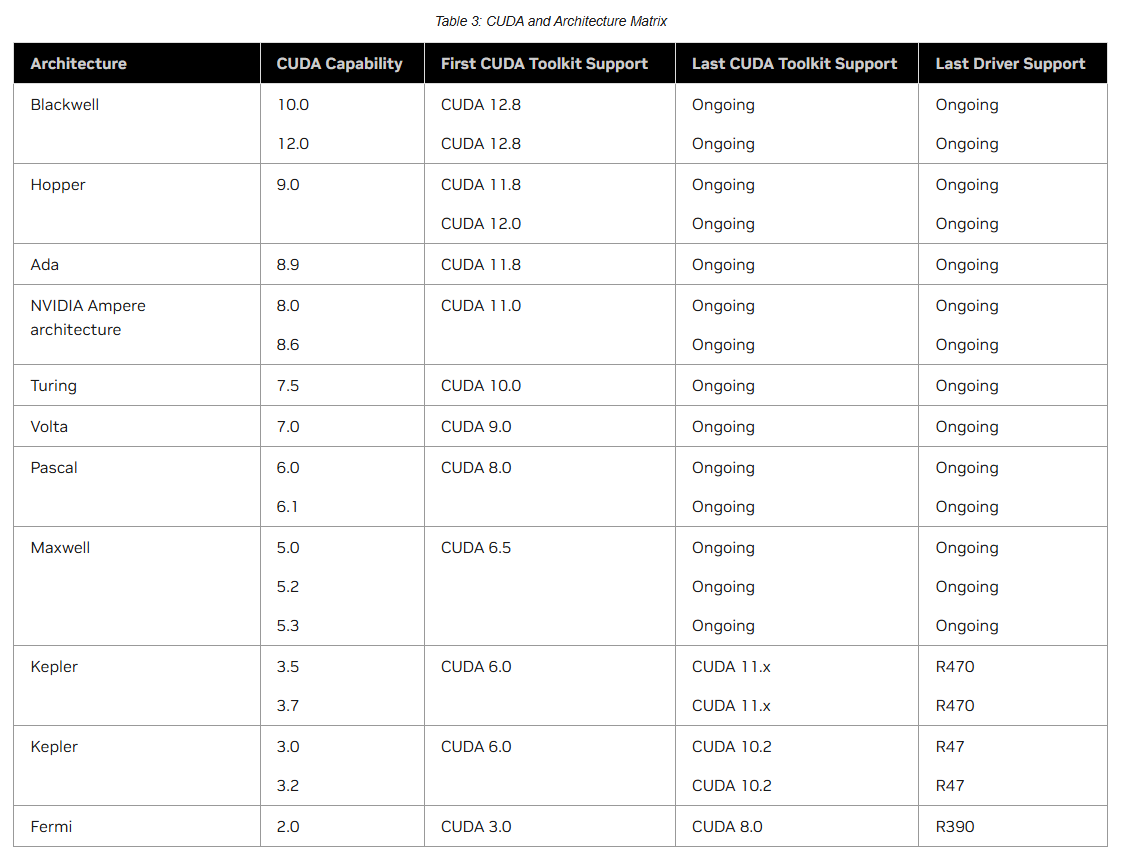 Table 3: CUDA and Architecture Matrix
Architecture CUDA Capability First CUDA Toolkit Support Last CUDA Toolkit Support Last Driver Support
Blackwell 10.0 CUDA 12.8 Ongoing Ongoing
12.0 CUDA 12.8 Ongoing Ongoing
Hopper 9.0 CUDA 11.8 Ongoing Ongoing
CUDA 12.0 Ongoing Ongoing
Ada 8.9 CUDA 11.8 Ongoing Ongoing
NVIDIA Ampere 8.0 CUDA 11.0 Ongoing Ongoing
architecture
8.6 Ongoing Ongoing
Turing 7.5 CUDA 10.0 Ongoing Ongoing
Volta 7.0 CUDA 9.0 Ongoing Ongoing
Pascal 6.0 CUDA 8.0 Ongoing Ongoing
6.1 Ongoing Ongoing
Maxwell 5.0 CUDA 6.5 Ongoing Ongoing
5.2 Ongoing Ongoing
5.3 Ongoing Ongoing
Kepler 3.5 CUDA 6.0 CUDA 11.x R470
3.7 CUDA 11.x R470
Kepler 3.0 CUDA 6.0 CUDA 10.2 R47
3.2 CUDA 10.2 R47
Fermi 2.0 CUDA 3.0 CUDA 8.0 R390